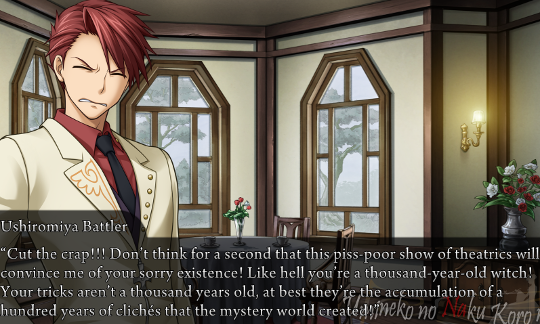 Ushiromiya Battler
“Cut the crap!!! Don't think for a second that this piss-poor show of theatrics will
convince me of your sorry existence! Like hell you're a thousand-year-old witch!
Your tricks aren't a thousand years old, at best they're the accumulation of a
hundred years of clichés that the mystery world created!”
Umineko no Naku Koro n